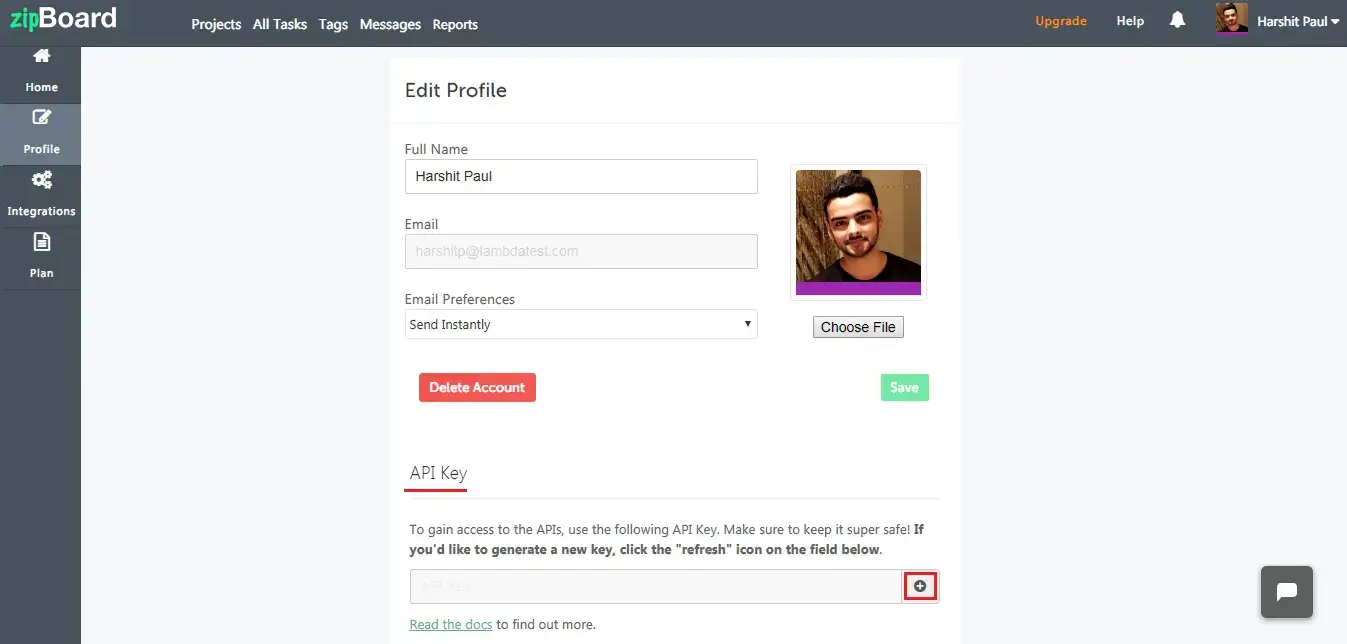 zipBoard
Projects All Tasks Tags Messages Reports
Upgrade Help Harshit Paul
Home
Profile
Integrations
Plan
Edit Profile
Full Name
Harshit Paul
Email
harshitp@lambdatest.com
Email Preferences
Send Instantly
Choose File
Delete Account
Save
API Key
To gain access to the APIs, use the following API Key. Make sure to keep it super safe! If
you'd like to generate a new key, click the "refresh" icon on the field below.
API Key
Read the docs to find out more.